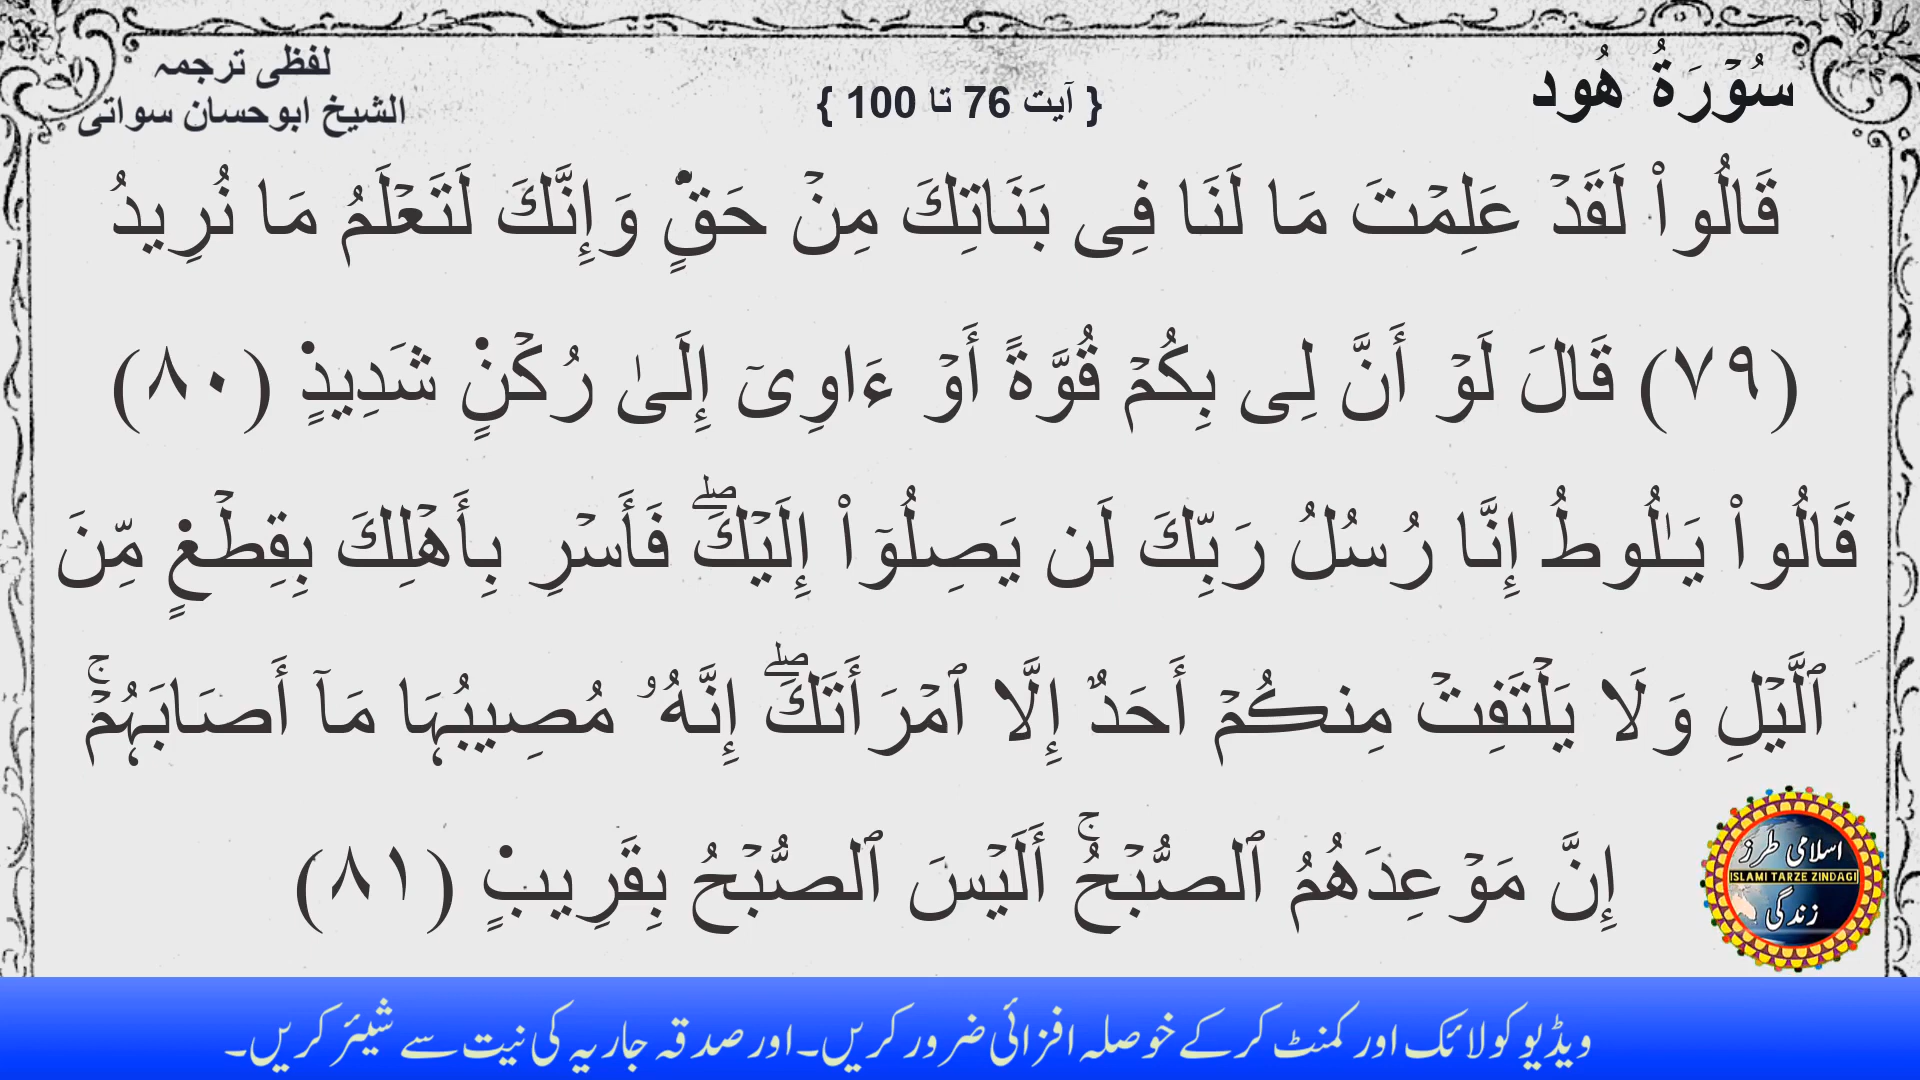 سُوۡرَةُ هُود
{ آیت 76 تا 100 }
لفظی ترجمہ
الشیخ ابوحسان سواتی
قَالُواْ لَقَدۡ عَلِمۡتَ مَا لَنَا فِى بَنَاتِكَ مِنۡ حَقٍّ۬ وَإِنَّكَ لَتَعۡلَمُ مَا نُرِيدُ
(٧٩) قَالَ لَوۡ أَنَّ لِى بِكُمۡ قُوَّةً أَوۡ ءَاوِىٓ إِلَىٰ رُكۡنٍ۬ شَدِيدٍ۬ (٨٠)
قَالُواْ يَـٰلُوطُ إِنَّا رُسُلُ رَبِّكَ لَن يَصِلُوٓاْ إِلَيۡكَ‌ۖ فَأَسۡرِ بِأَهۡلِكَ بِقِطۡعٍ۬ مِّنَ
ٱلَّيۡلِ وَلَا يَلۡتَفِتۡ مِنڪُمۡ أَحَدٌ إِلَّا ٱمۡرَأَتَكَ‌ۖ إِنَّهُ ۥ مُصِيبُہَا مَآ أَصَابَہُمۡ‌ۚ
إِنَّ مَوۡعِدَهُمُ ٱلصُّبۡحُ‌ۚ أَلَيۡسَ ٱلصُّبۡحُ بِقَرِيبٍ۬ (٨١)
اسلامی طرز
ISLAMI TARZE ZINDAGI
زندگی
ویڈیو کو لائک اور کمنٹ کر کے خوصلہ افزائی ضرور کریں۔اور صدقہ جاریہ کی نیت سے شیئر کریں۔